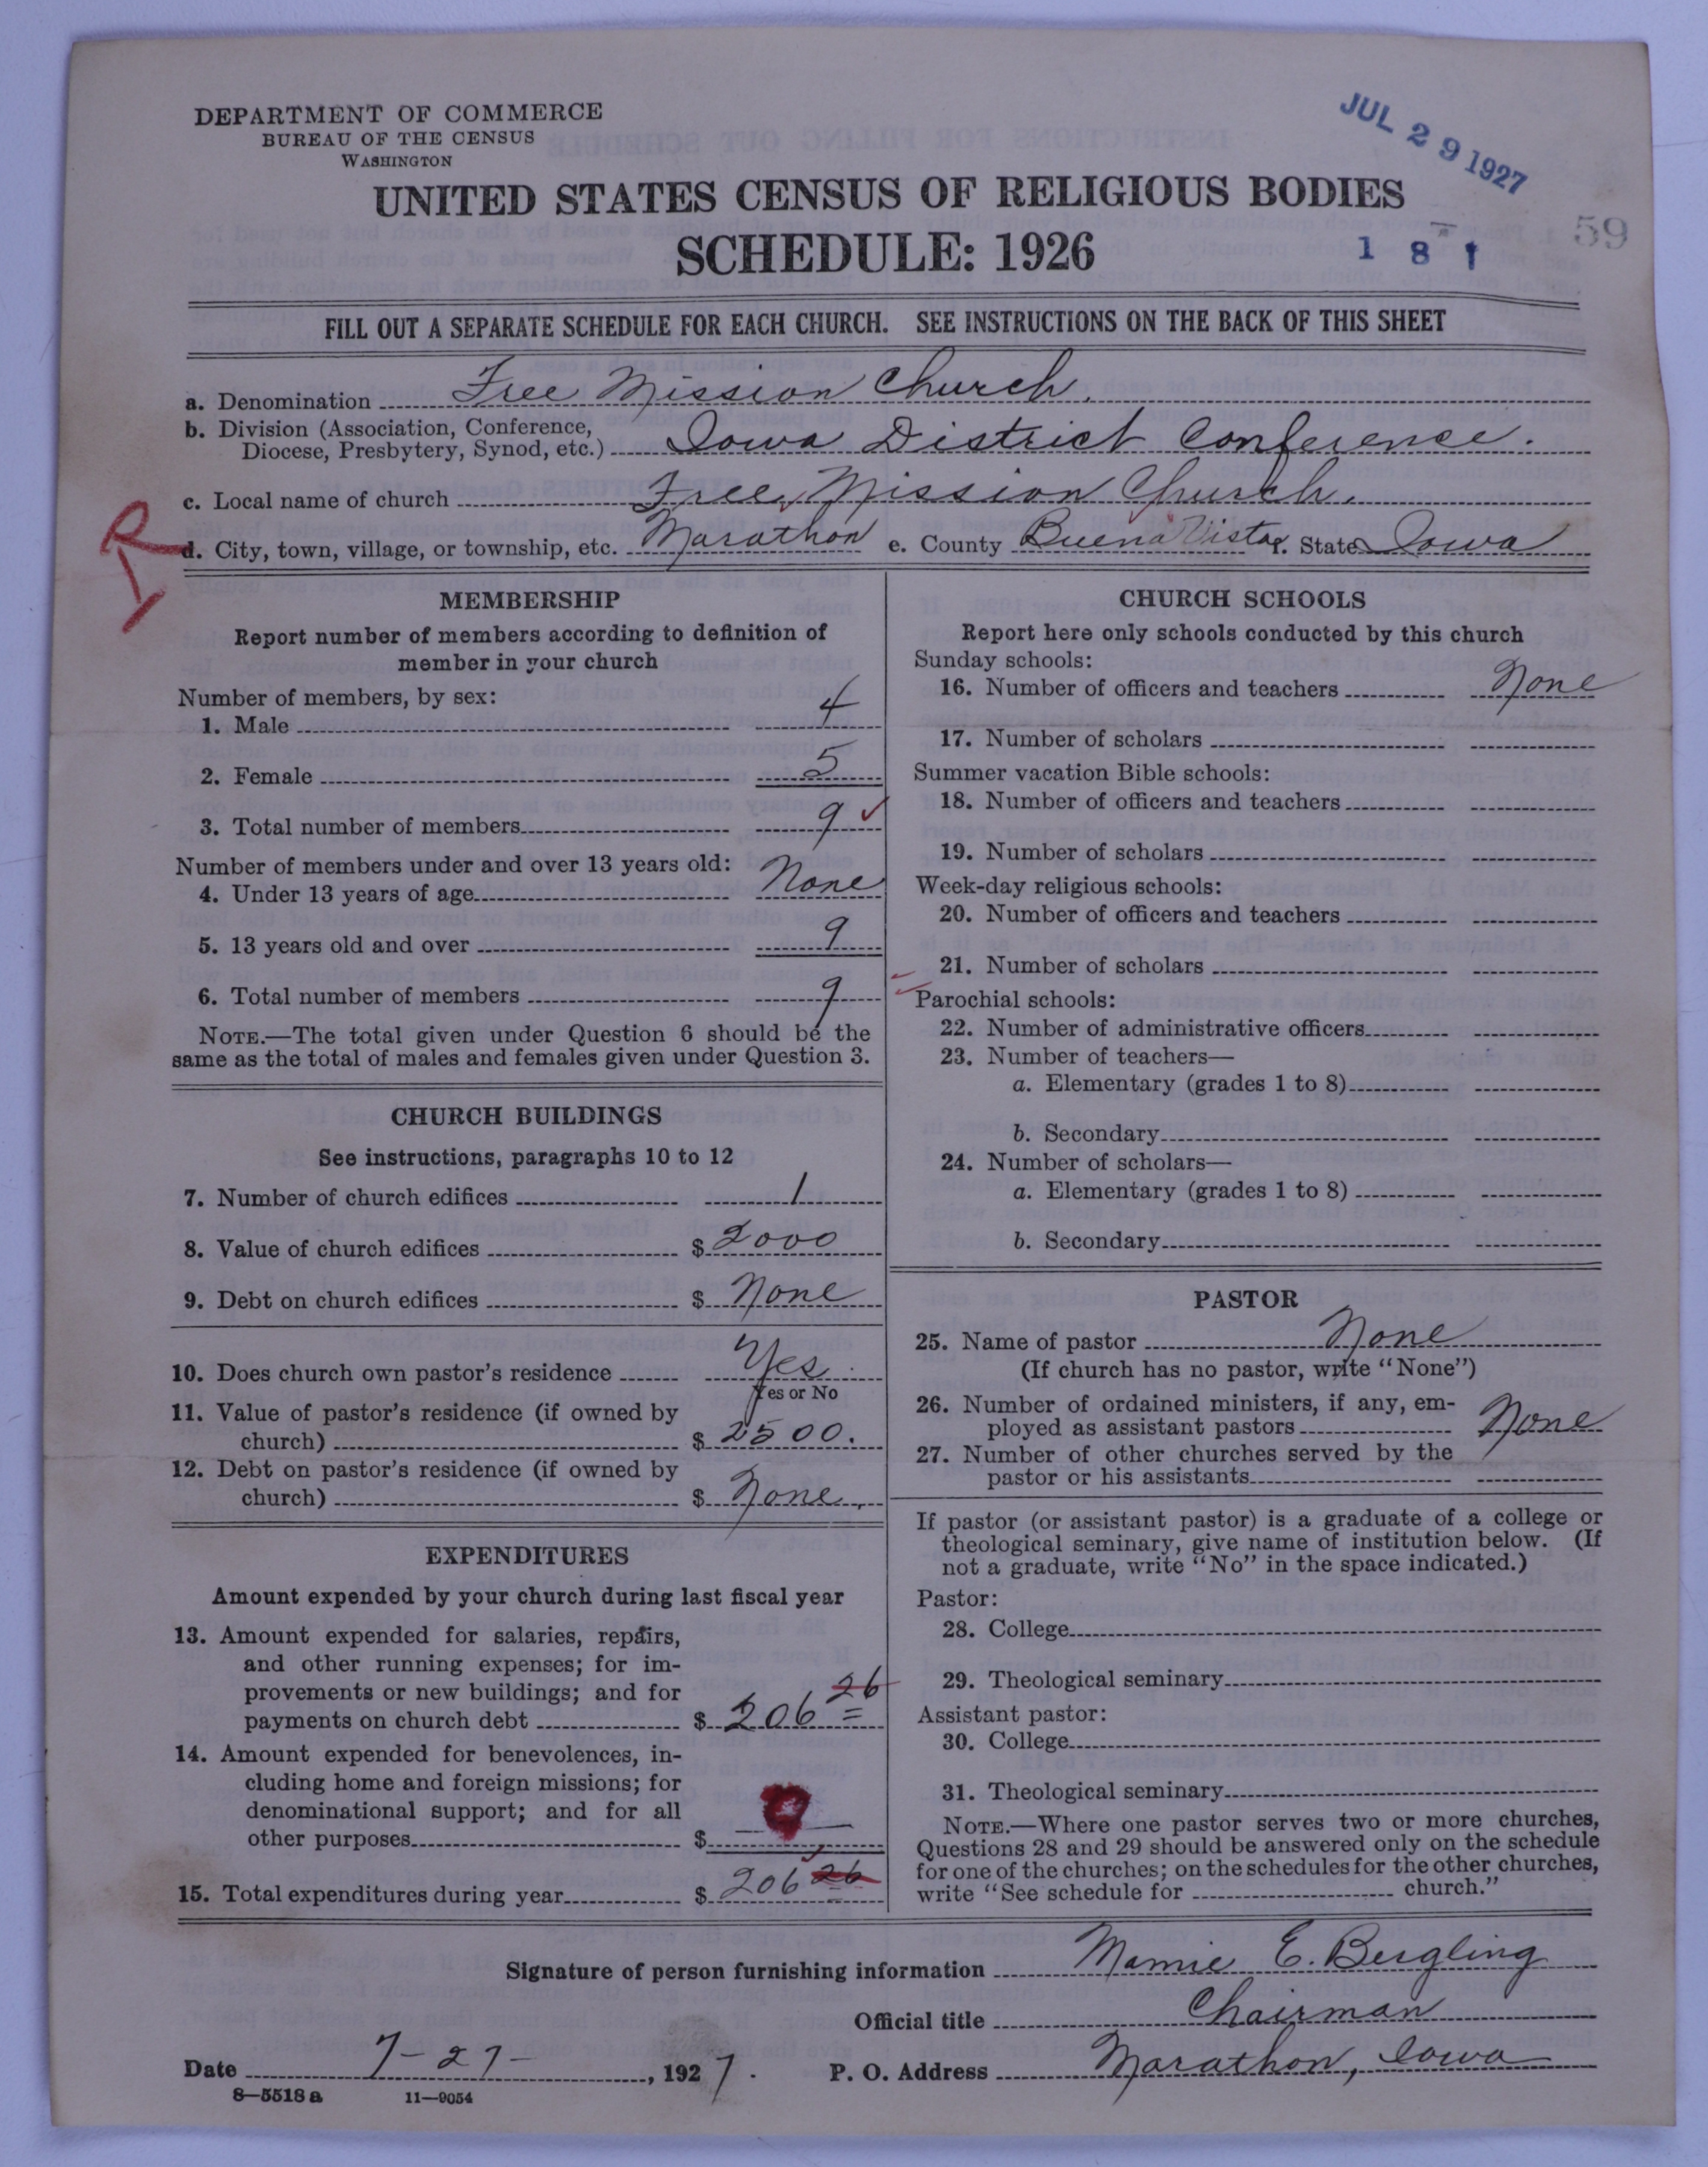 DEPARTMENT OF COMMERCE
BUREAU OF THE CENSUS
WASHINGTON
JUL 29 1927
UNITED STATES CENSUS OF RELIGIOUS BODIES
SCHEDULE: 1926
1 8 1
59
FILL OUT A SEPARATE SCHEDULE FOR EACH CHURCH. SEE INSTRUCTIONS ON THE BACK OF THIS SHEET
a. Denomination Free Mission Church.
b. Division (Association, Conference,
Diocese, Presbytery, Synod, etc.) Iowa District Conference.
c. Local name of church Free Mission Church.
d. City, town, village, or township, etc. Marathon e. County Buena Vista f. State Iowa
MEMBERSHIP
Report number of members according to definition of
member in your church
Number of members, by sex:
1. Male 4
2. Female 5
3. Total number of members 9
Number of members under and over 13 years old:
4. Under 13 years of age None
5. 13 years old and over 9
6. Total number of members 9
NOTE.—The total given under Question 6 should be the
same as the total of males and females given under Question 3.
CHURCH BUILDINGS
See instructions, paragraphs 10 to 12
7. Number of church edifices 1
8. Value of church edifices $ 2000
9. Debt on church edifices $ None
10. Does church own pastor's residence Yes
Yes or No
11. Value of pastor's residence (if owned by
church) $ 2500.
12. Debt on pastor's residence (if owned by
church) $ None.
EXPENDITURES
Amount expended by your church during last fiscal year
13. Amount expended for salaries, repairs,
and other running expenses; for im-
provements or new buildings; and for
payments on church debt $ 206 26
14. Amount expended for benevolences, in-
cluding home and foreign missions; for
denominational support; and for all
other purposes $
15. Total expenditures during year $ 206 26
CHURCH SCHOOLS
Report here only schools conducted by this church
Sunday schools:
16. Number of officers and teachers None
17. Number of scholars
Summer vacation Bible schools:
18. Number of officers and teachers
19. Number of scholars
Week-day religious schools:
20. Number of officers and teachers
21. Number of scholars
Parochial schools:
22. Number of administrative officers
23. Number of teachers—
a. Elementary (grades 1 to 8)
b. Secondary
24. Number of scholars—
a. Elementary (grades 1 to 8)
b. Secondary
PASTOR
25. Name of pastor None
(If church has no pastor, write "None")
26. Number of ordained ministers, if any, em-
ployed as assistant pastors None
27. Number of other churches served by the
pastor or his assistants
If pastor (or assistant pastor) is a graduate of a college or
theological seminary, give name of institution below. (If
not a graduate, write "No" in the space indicated.)
Pastor:
28. College
29. Theological seminary
Assistant pastor:
30. College
31. Theological seminary
NOTE.—Where one pastor serves two or more churches,
Questions 28 and 29 should be answered only on the schedule
for one of the churches; on the schedules for the other churches,
write "See schedule for church."
Signature of person furnishing information Mamie E. Bergling
Official title Chairman
Date 7-27-, 1927. P. O. Address Marathon, Iowa
8—5518 a 11—9054